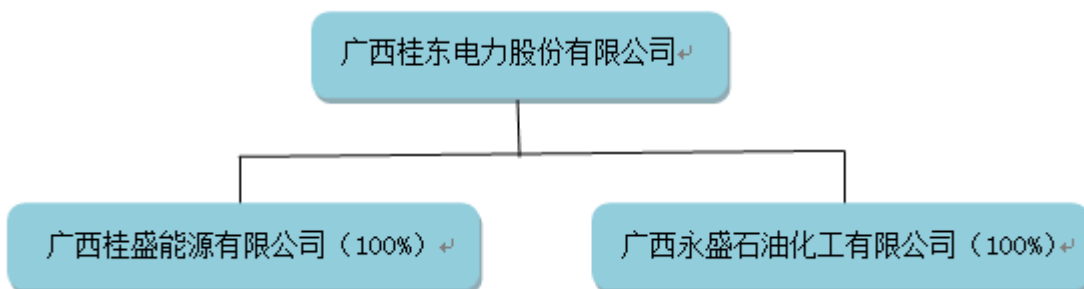 广西桂东电力股份有限公司
广西桂盛能源有限公司（100%）
广西永盛石油化工有限公司（100%）